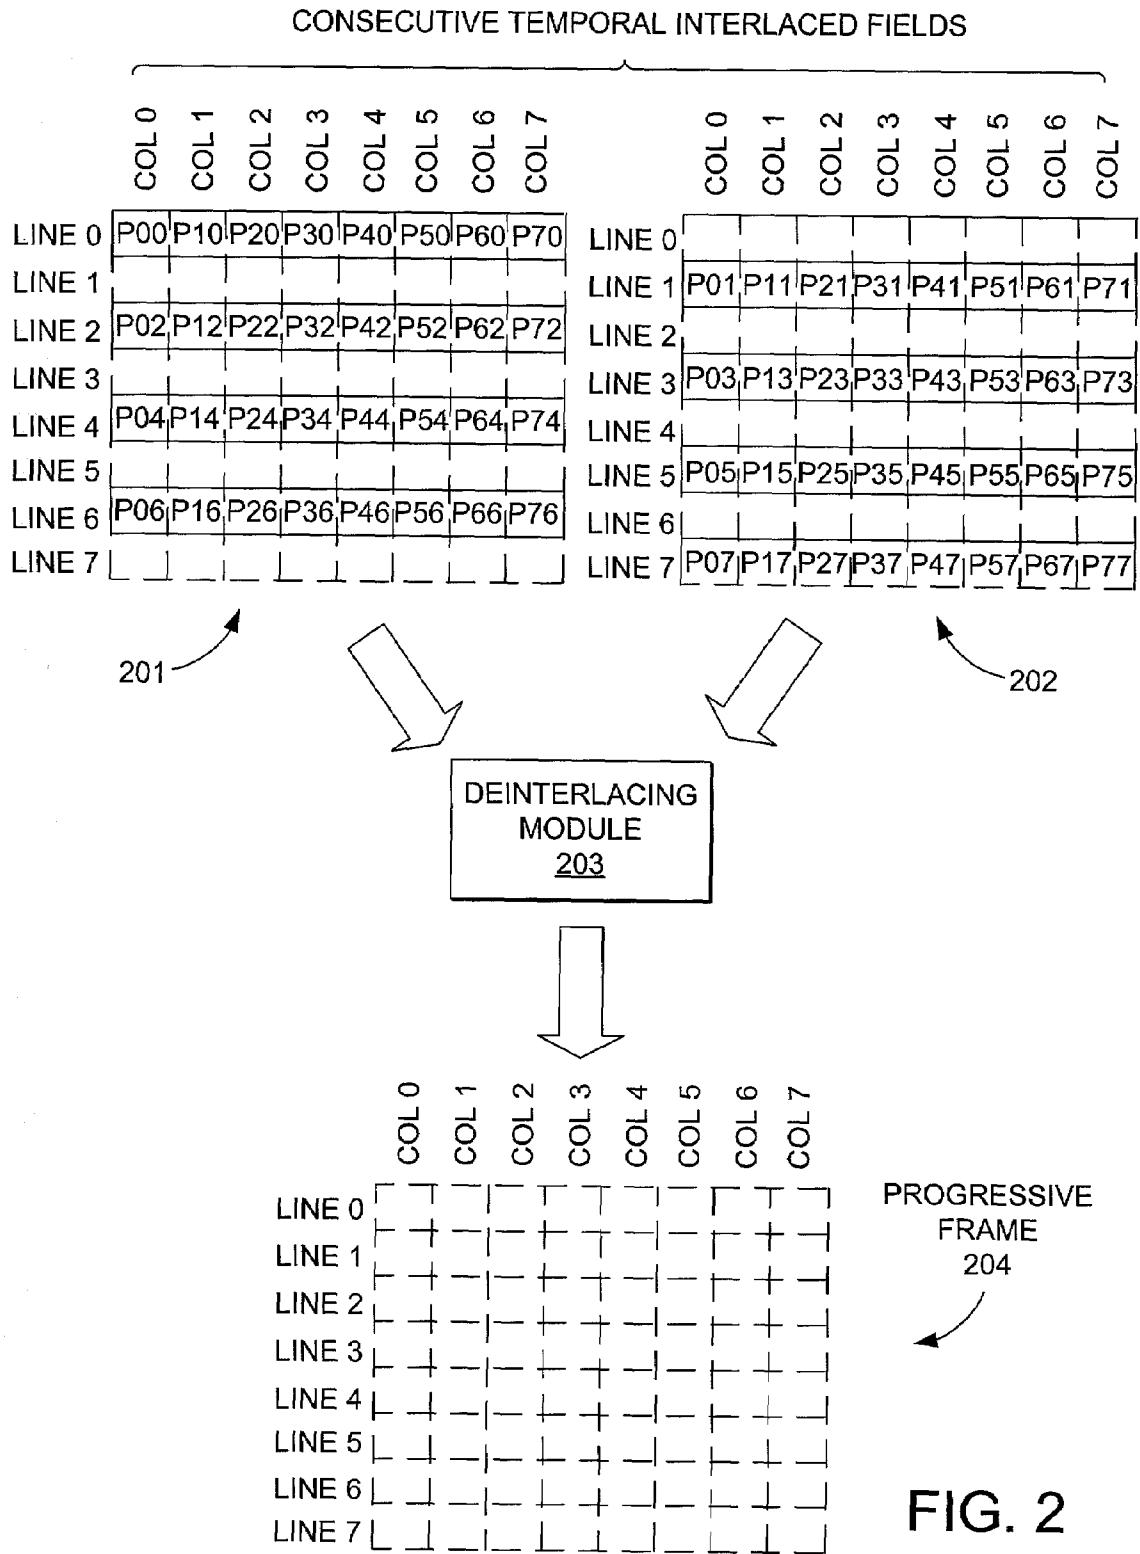 CONSECUTIVE TEMPORAL INTERLACED FIELDS
COL 0 COL 1 COL 2 COL 3 COL 4 COL 5 COL 6 COL 7
LINE 0 P00 P10 P20 P30 P40 P50 P60 P70
LINE 1
LINE 2 P02 P12 P22 P32 P42 P52 P62 P72
LINE 3
LINE 4 P04 P14 P24 P34 P44 P54 P64 P74
LINE 5
LINE 6 P06 P16 P26 P36 P46 P56 P66 P76
LINE 7
201
COL 0 COL 1 COL 2 COL 3 COL 4 COL 5 COL 6 COL 7
LINE 0
LINE 1 P01 P11 P21 P31 P41 P51 P61 P71
LINE 2
LINE 3 P03 P13 P23 P33 P43 P53 P63 P73
LINE 4
LINE 5 P05 P15 P25 P35 P45 P55 P65 P75
LINE 6
LINE 7 P07 P17 P27 P37 P47 P57 P67 P77
202
DEINTERLACING
MODULE
203
COL 0 COL 1 COL 2 COL 3 COL 4 COL 5 COL 6 COL 7
LINE 0
LINE 1
LINE 2
LINE 3
LINE 4
LINE 5
LINE 6
LINE 7
PROGRESSIVE
FRAME
204
FIG. 2